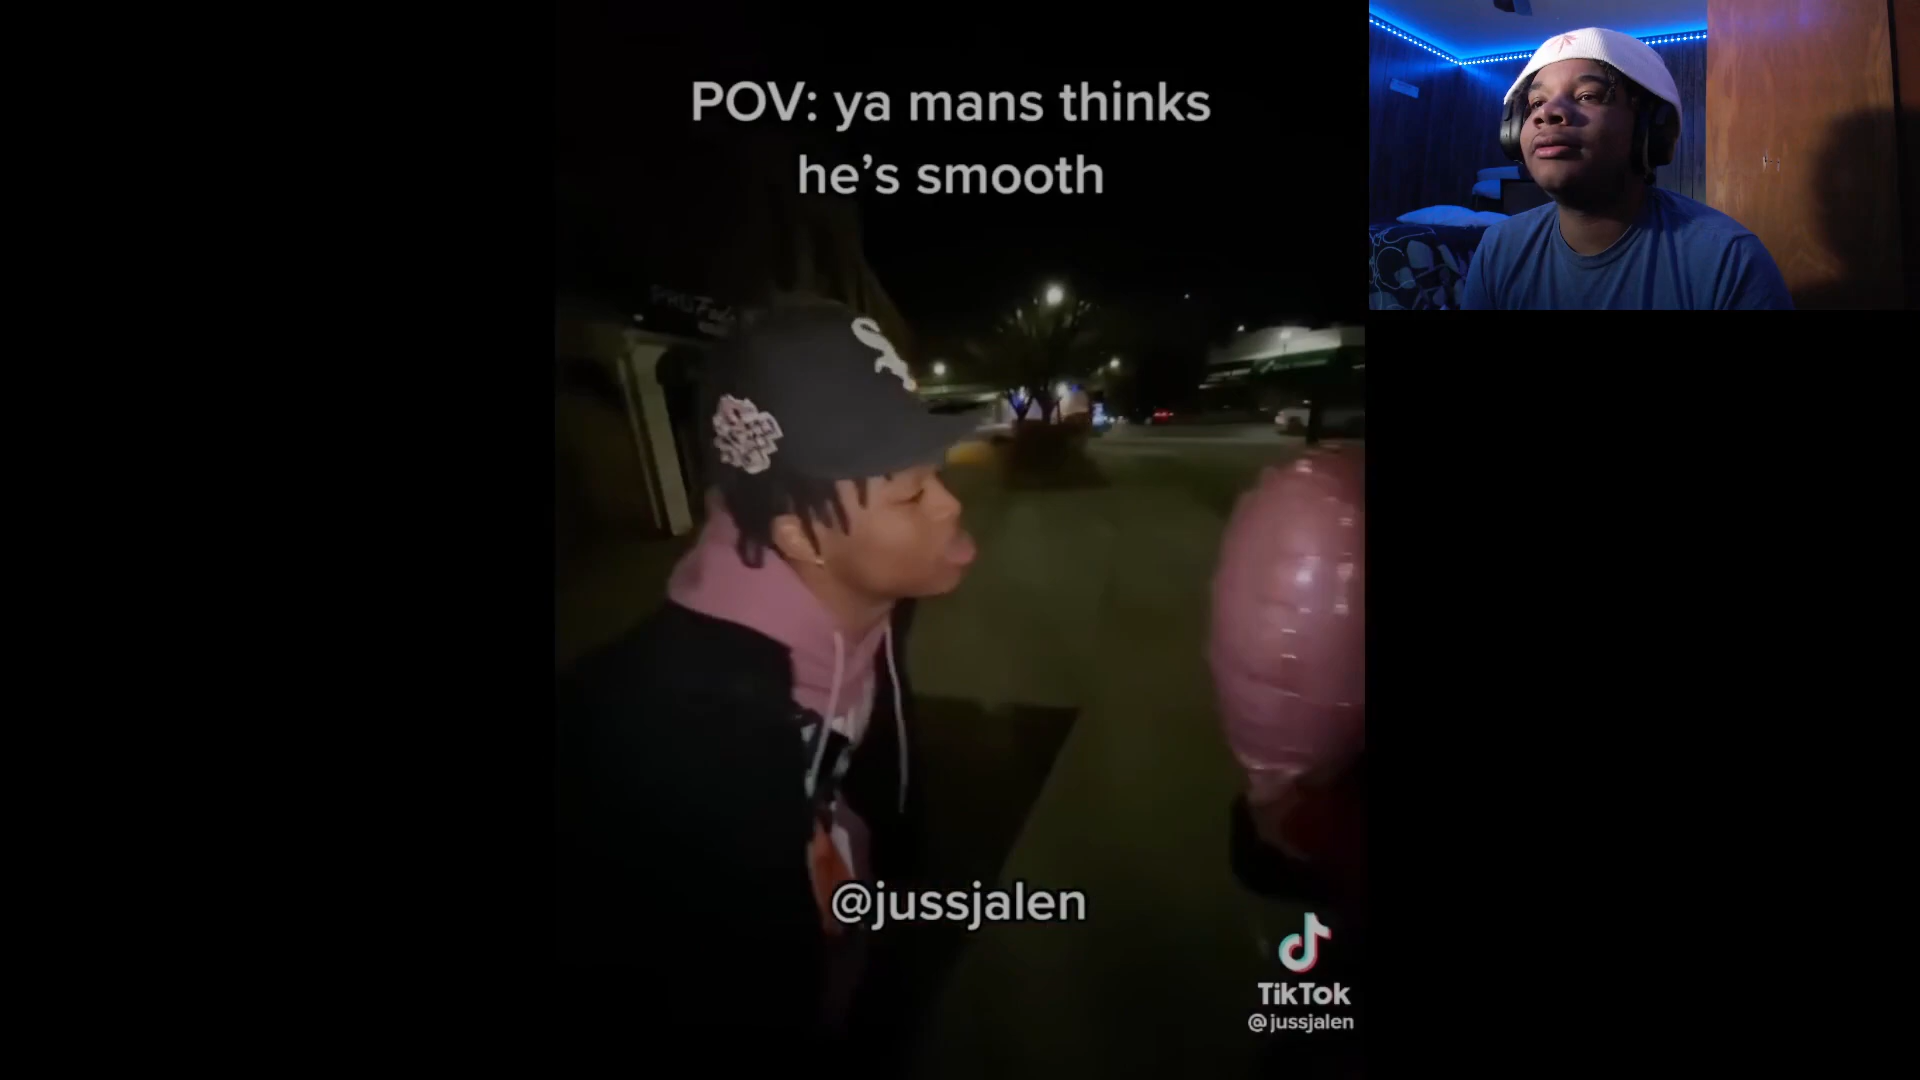 POV: ya mans thinks
he’s smooth
@jussjalen
TikTok
@jussjalen